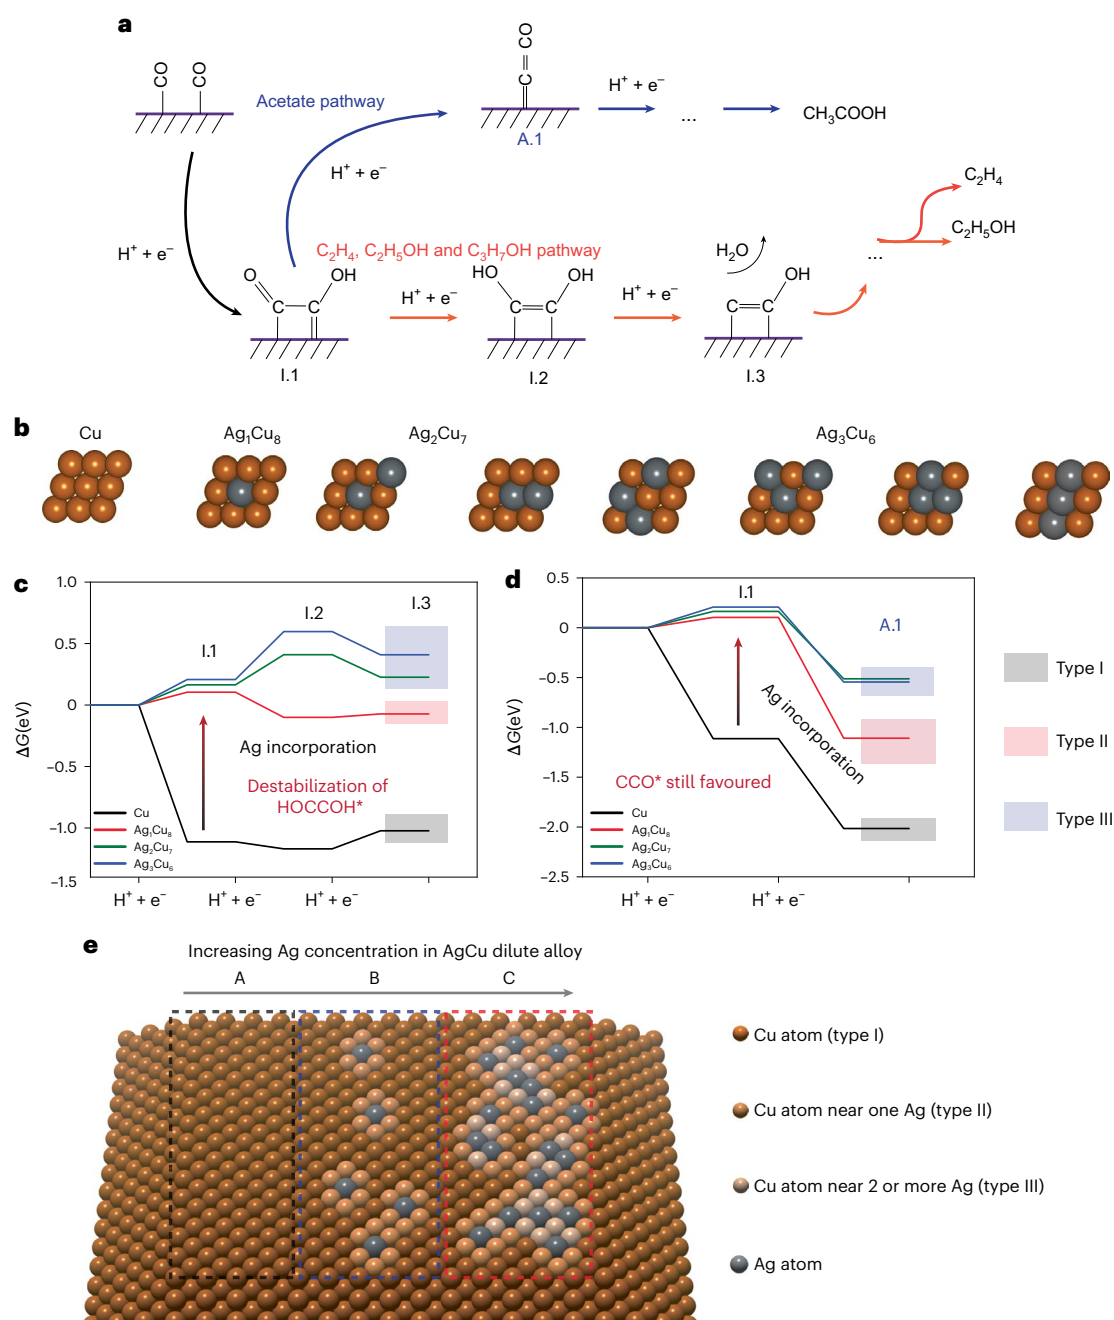 a
CO
CO
Acetate pathway
H⁺ + e⁻
C
C
CO
A.1
H⁺ + e⁻
...
CH₃COOH
H⁺ + e⁻
C₂H₄, C₂H₅OH and C₃H₇OH pathway
O
OH
C
C
I.1
H⁺ + e⁻
HO
OH
C
C
I.2
H⁺ + e⁻
H₂O
OH
C
C
I.3
...
C₂H₄
C₂H₅OH
b
Cu
Ag₁Cu₈
Ag₂Cu₇
Ag₃Cu₆
c
1.0
0.5
0
−0.5
−1.0
−1.5
ΔG(eV)
I.1
I.2
I.3
Ag incorporation
Destabilization of
HOCCOH*
Cu
Ag₁Cu₈
Ag₂Cu₇
Ag₃Cu₆
H⁺ + e⁻
H⁺ + e⁻
H⁺ + e⁻
d
0.5
0
−0.5
−1.0
−1.5
−2.0
−2.5
ΔG(eV)
I.1
A.1
Ag incorporation
CCO* still favoured
Cu
Ag₁Cu₈
Ag₂Cu₇
Ag₃Cu₆
H⁺ + e⁻
H⁺ + e⁻
Type I
Type II
Type III
e
Increasing Ag concentration in AgCu dilute alloy
A
B
C
Cu atom (type I)
Cu atom near one Ag (type II)
Cu atom near 2 or more Ag (type III)
Ag atom